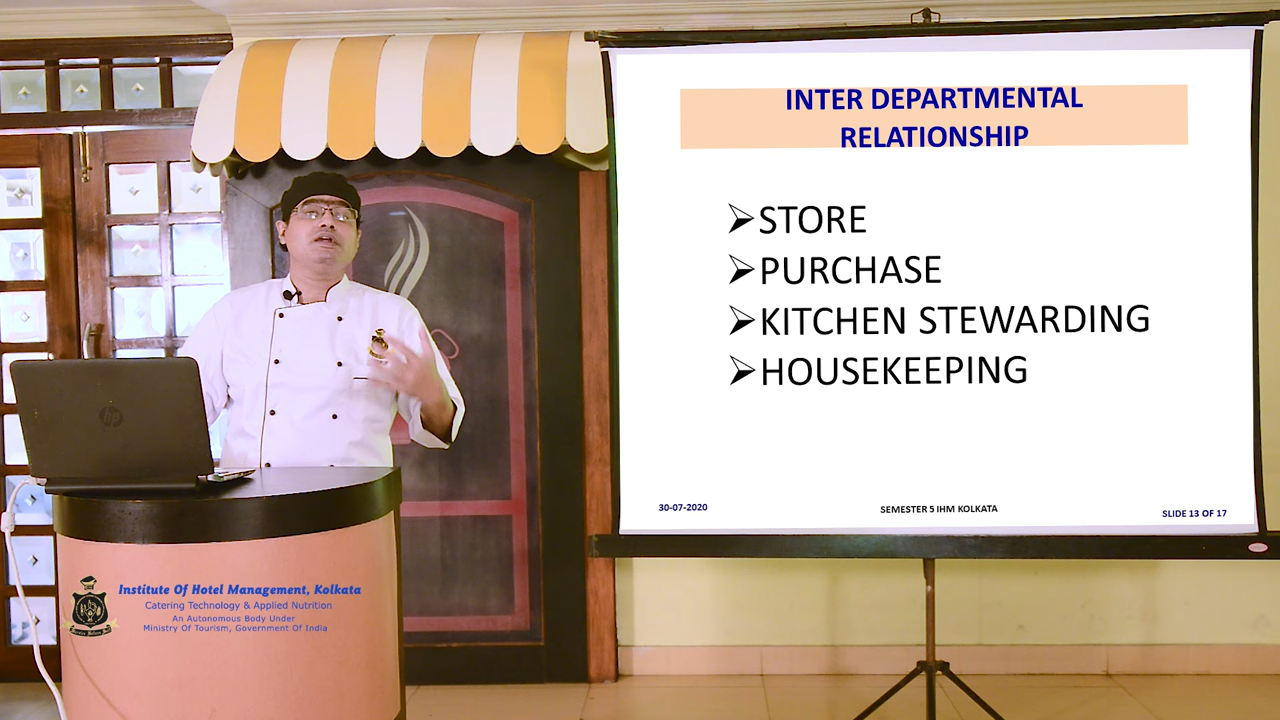 INTER DEPARTMENTAL
RELATIONSHIP
➢STORE
➢PURCHASE
➢KITCHEN STEWARDING
➢HOUSEKEEPING
30-07-2020
SEMESTER 5 IHM KOLKATA
SLIDE 13 OF 17
hp
Institute Of Hotel Management, Kolkata
Catering Technology & Applied Nutrition
An Autonomous Body Under
Ministry Of Tourism, Government Of India